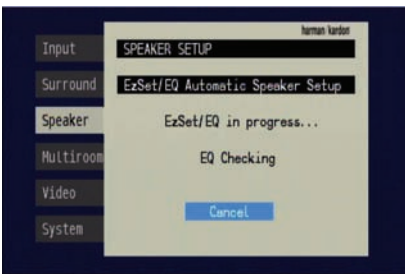 harman/kardon
Input
Surround
Speaker
Multiroom
Video
System
SPEAKER SETUP
EzSet/EQ Automatic Speaker Setup
EzSet/EQ in progress...
EQ Checking
Cancel